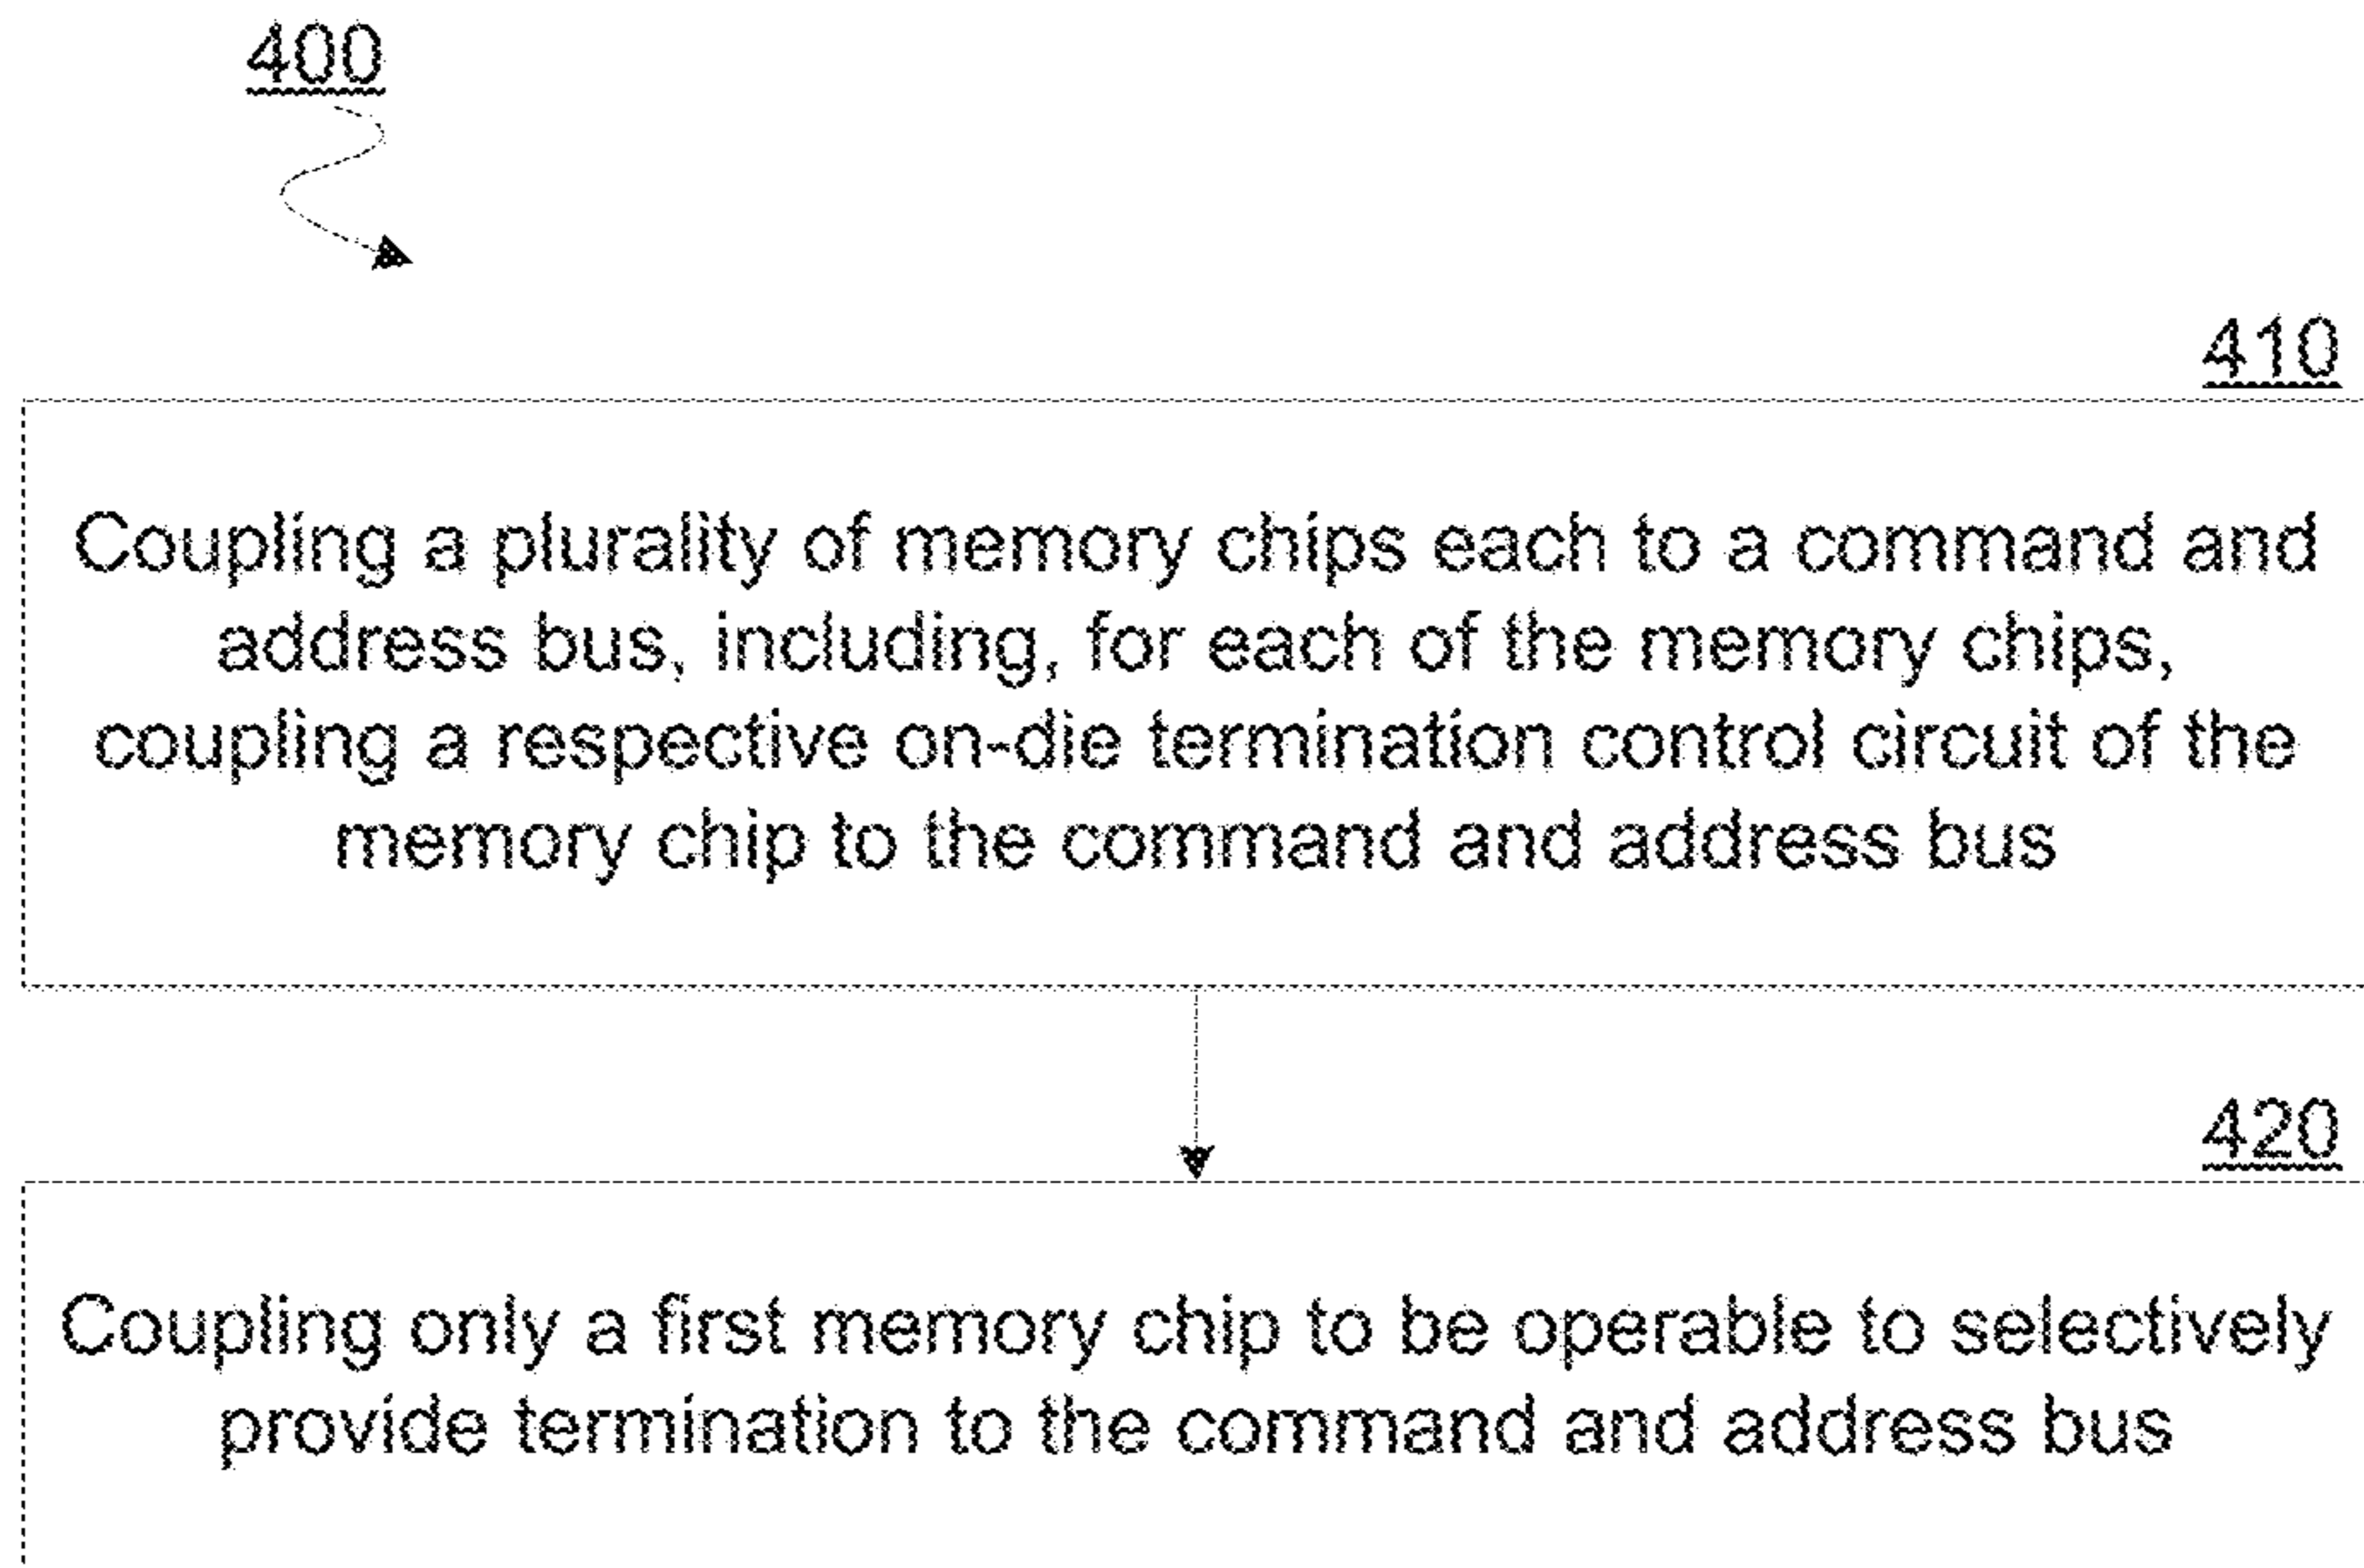 400
410
Coupling a plurality of memory chips each to a command and
address bus, including, for each of the memory chips,
coupling a respective on-die termination control circuit of the
memory chip to the command and address bus
420
Coupling only a first memory chip to be operable to selectively
provide termination to the command and address bus